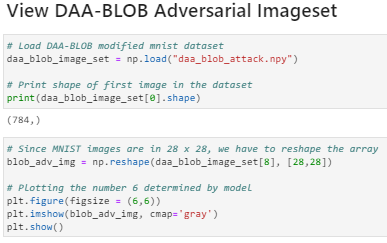 View DAA-BLOB Adversarial Imageset
# Load DAA-BLOB modified mnist dataset
daa_blob_image_set = np.load("daa_blob_attack.npy")
# Print shape of first image in the dataset
print(daa_blob_image_set[0].shape)
(784,)
# Since MNIST images are in 28 x 28, we have to reshape the array
blob_adv_img = np.reshape(daa_blob_image_set[8], [28,28])
# Plotting the number 6 determined by model
plt.figure(figsize = (6,6))
plt.imshow(blob_adv_img, cmap='gray')
plt.show()